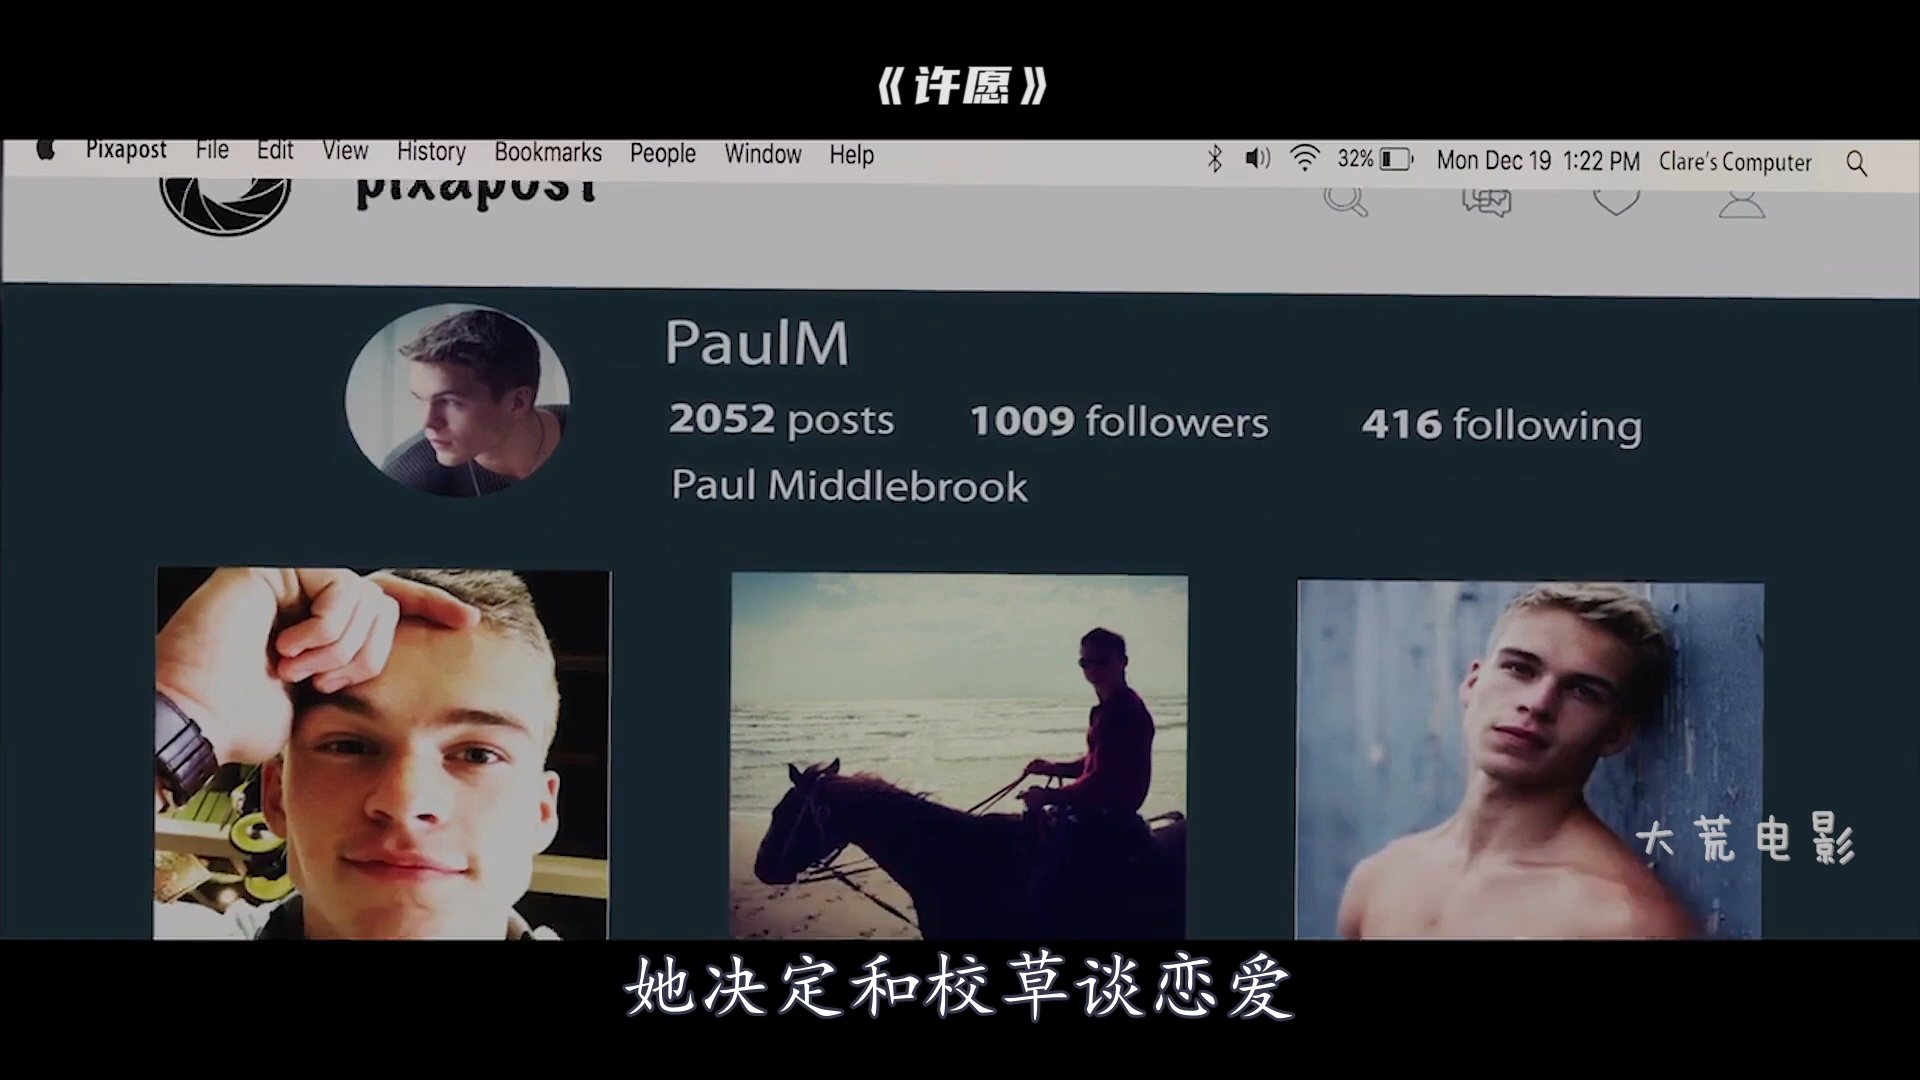 《许愿》
Pixapost File Edit View History Bookmarks People Window Help 32% Mon Dec 19 1:22 PM Clare's Computer
pixapost
PaulM
2052 posts 1009 followers 416 following
Paul Middlebrook
大荒电影
她决定和校草谈恋爱